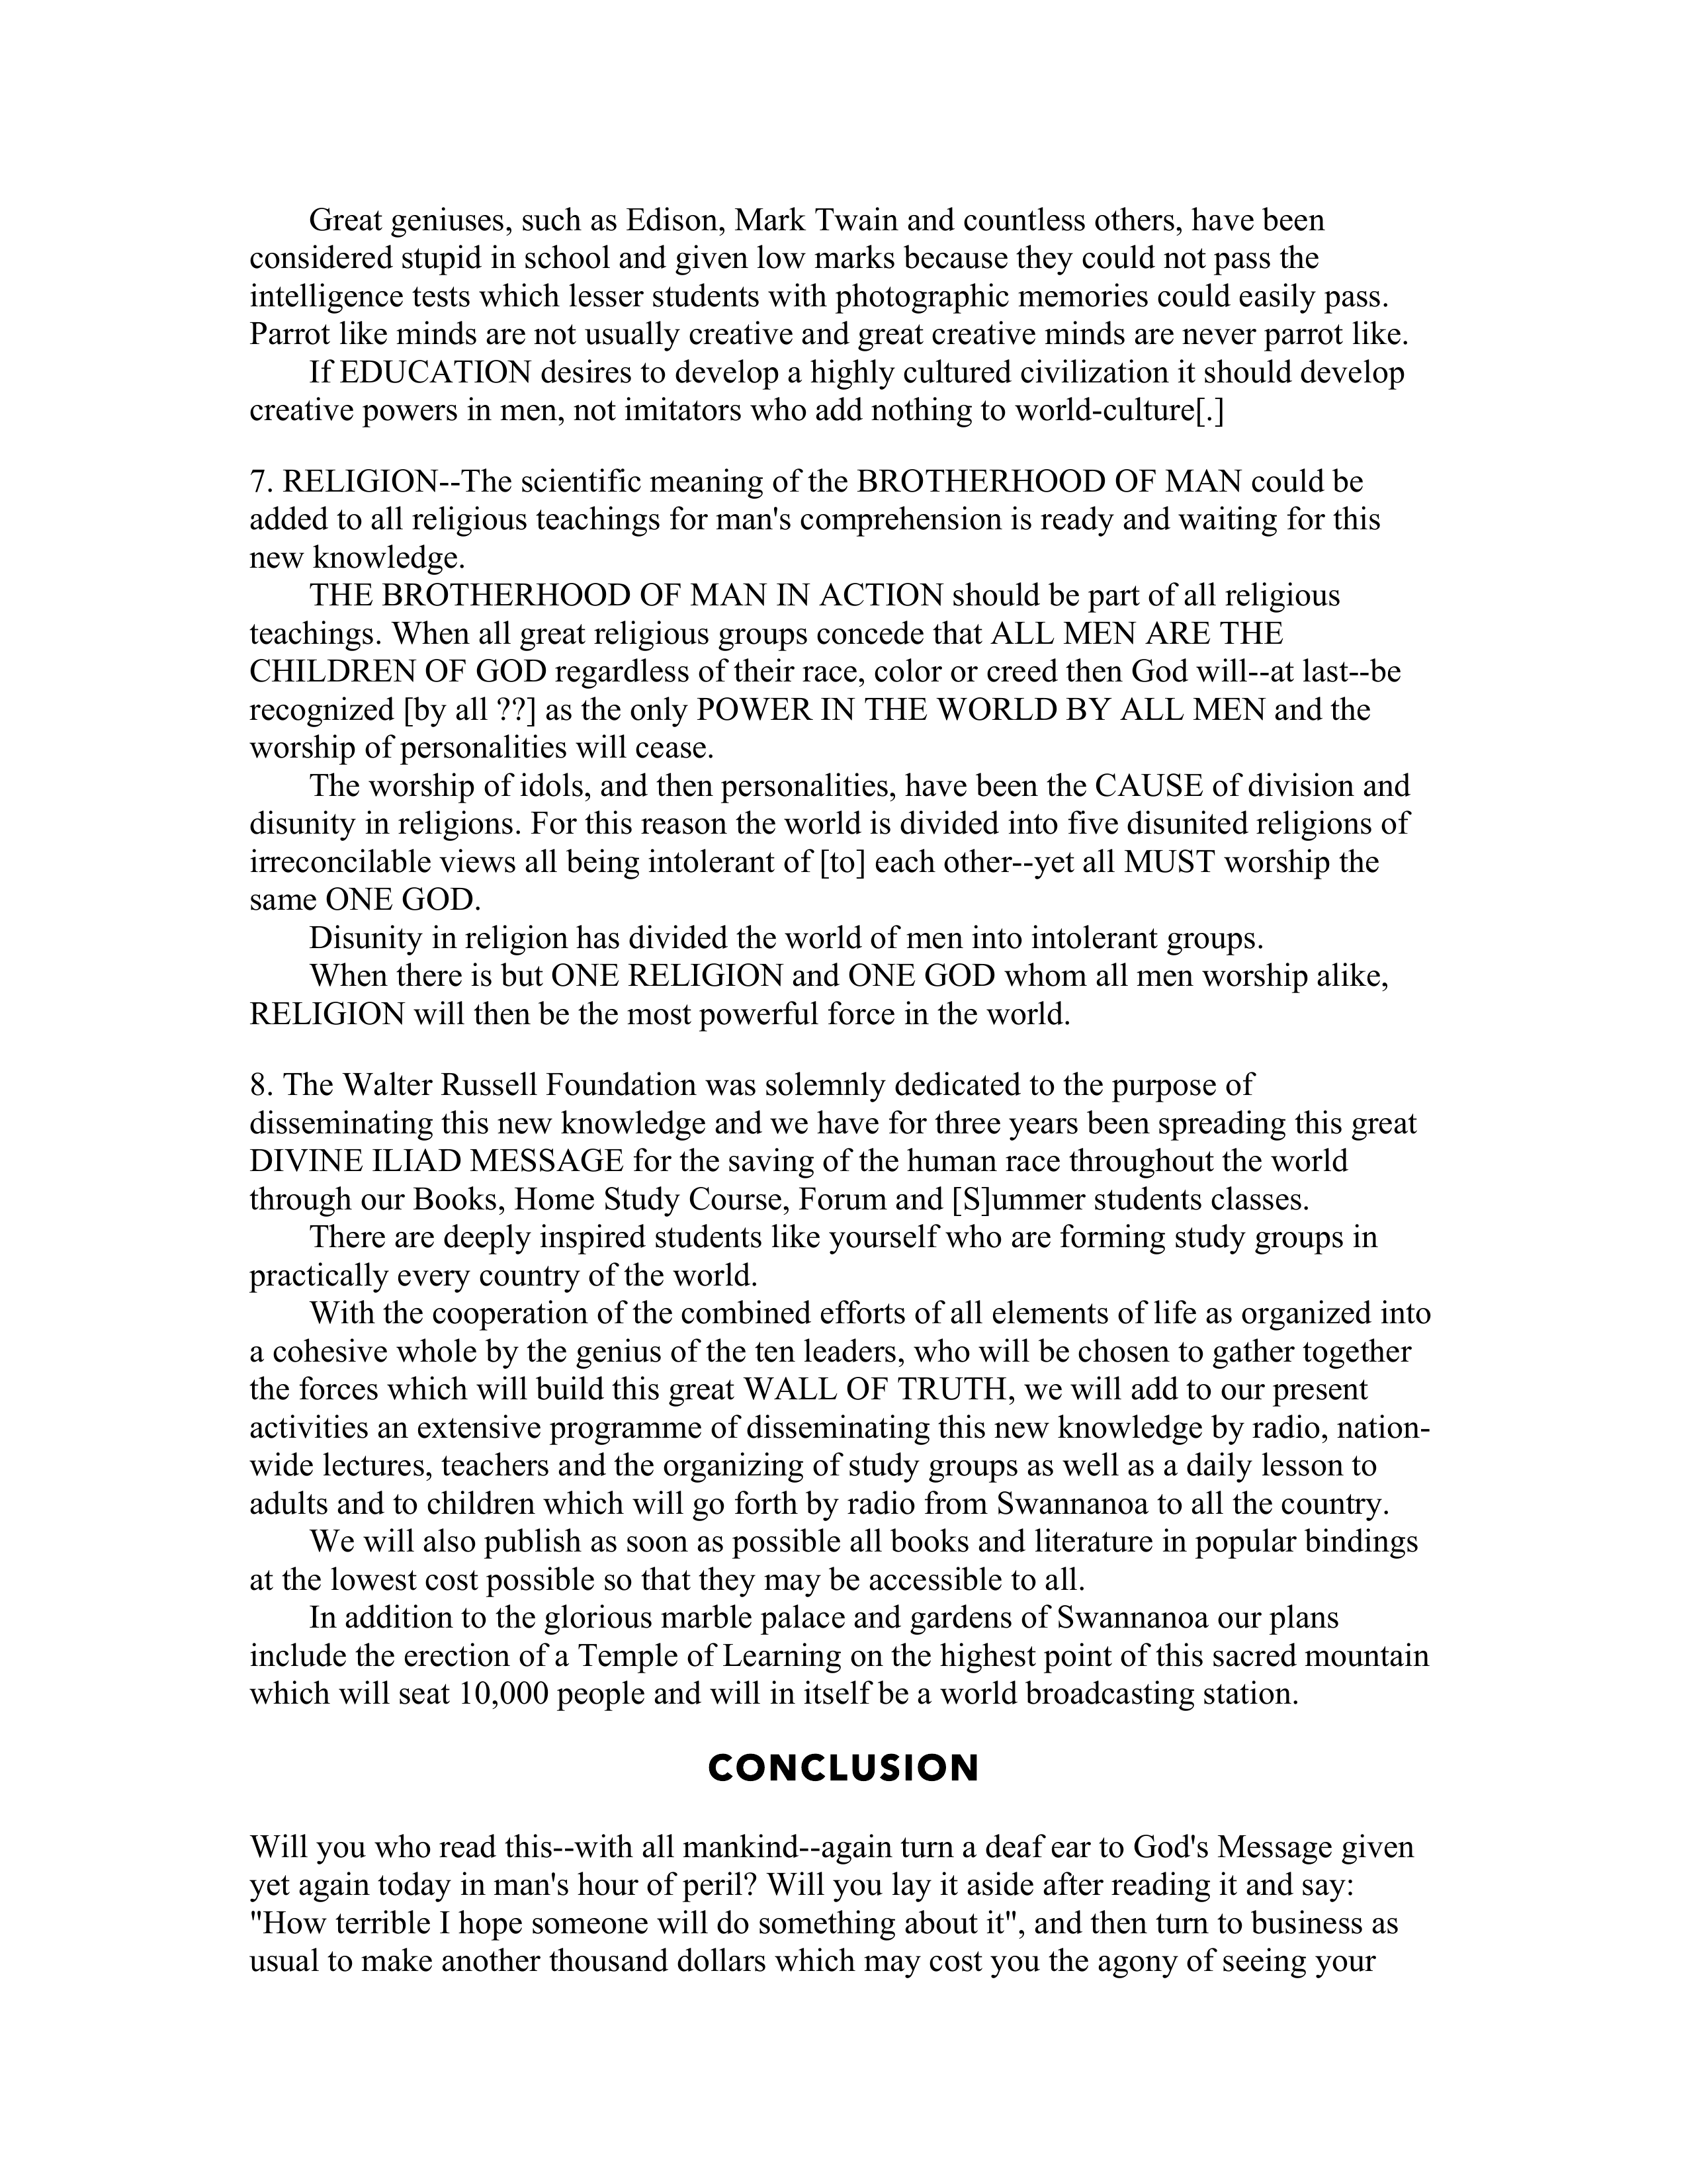 Great geniuses, such as Edison, Mark Twain and countless others, have been
considered stupid in school and given low marks because they could not pass the
intelligence tests which lesser students with photographic memories could easily pass.
Parrot like minds are not usually creative and great creative minds are never parrot like.
If EDUCATION desires to develop a highly cultured civilization it should develop
creative powers in men, not imitators who add nothing to world-culture[.]
7. RELIGION--The scientific meaning of the BROTHERHOOD OF MAN could be
added to all religious teachings for man's comprehension is ready and waiting for this
new knowledge.
THE BROTHERHOOD OF MAN IN ACTION should be part of all religious
teachings. When all great religious groups concede that ALL MEN ARE THE
CHILDREN OF GOD regardless of their race, color or creed then God will--at last--be
recognized [by all ??] as the only POWER IN THE WORLD BY ALL MEN and the
worship of personalities will cease.
The worship of idols, and then personalities, have been the CAUSE of division and
disunity in religions. For this reason the world is divided into five disunited religions of
irreconcilable views all being intolerant of [to] each other--yet all MUST worship the
same ONE GOD.
Disunity in religion has divided the world of men into intolerant groups.
When there is but ONE RELIGION and ONE GOD whom all men worship alike,
RELIGION will then be the most powerful force in the world.
8. The Walter Russell Foundation was solemnly dedicated to the purpose of
disseminating this new knowledge and we have for three years been spreading this great
DIVINE ILIAD MESSAGE for the saving of the human race throughout the world
through our Books, Home Study Course, Forum and [S]ummer students classes.
There are deeply inspired students like yourself who are forming study groups in
practically every country of the world.
With the cooperation of the combined efforts of all elements of life as organized into
a cohesive whole by the genius of the ten leaders, who will be chosen to gather together
the forces which will build this great WALL OF TRUTH, we will add to our present
activities an extensive programme of disseminating this new knowledge by radio, nation-
wide lectures, teachers and the organizing of study groups as well as a daily lesson to
adults and to children which will go forth by radio from Swannanoa to all the country.
We will also publish as soon as possible all books and literature in popular bindings
at the lowest cost possible so that they may be accessible to all.
In addition to the glorious marble palace and gardens of Swannanoa our plans
include the erection of a Temple of Learning on the highest point of this sacred mountain
which will seat 10,000 people and will in itself be a world broadcasting station.
CONCLUSION
Will you who read this--with all mankind--again turn a deaf ear to God's Message given
yet again today in man's hour of peril? Will you lay it aside after reading it and say:
"How terrible I hope someone will do something about it", and then turn to business as
usual to make another thousand dollars which may cost you the agony of seeing your